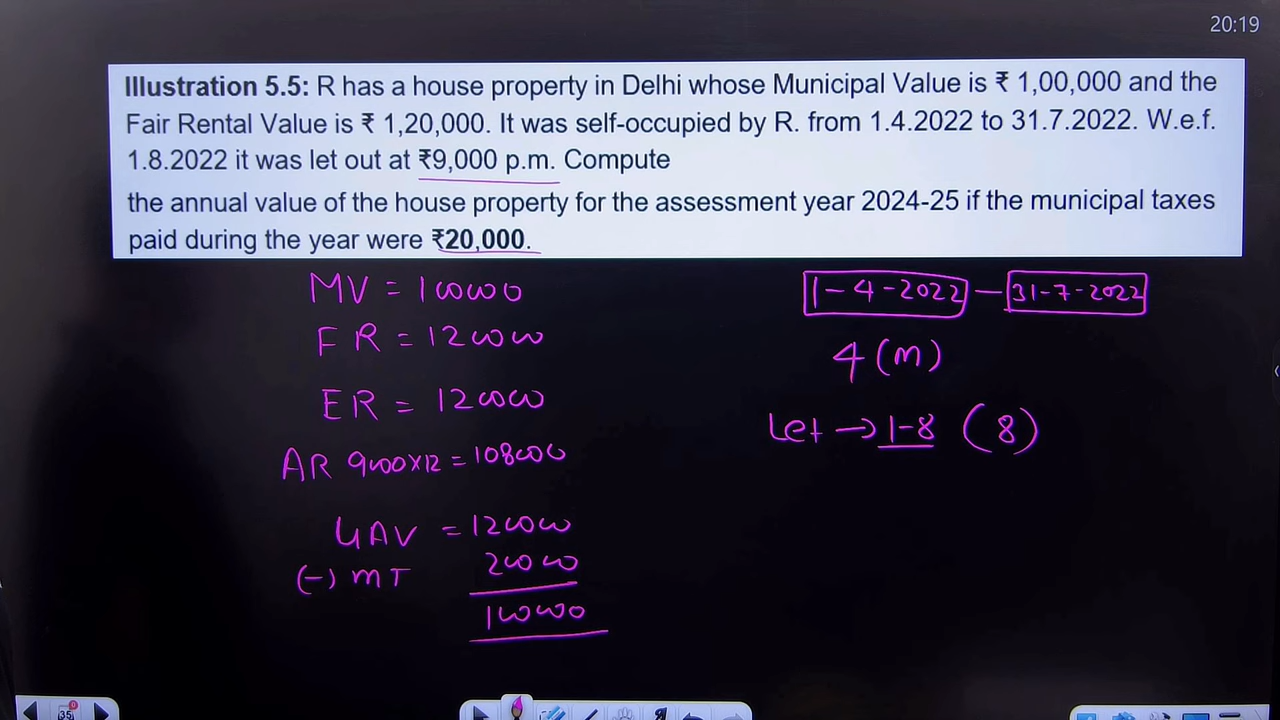 20:19
Illustration 5.5: R has a house property in Delhi whose Municipal Value is ₹ 1,00,000 and the
Fair Rental Value is ₹ 1,20,000. It was self-occupied by R. from 1.4.2022 to 31.7.2022. W.e.f.
1.8.2022 it was let out at ₹9,000 p.m. Compute
the annual value of the house property for the assessment year 2024-25 if the municipal taxes
paid during the year were ₹20,000.
MV = 100000
FR = 120000
ER = 120000
AR 9000×12 = 108000
GAV = 120000
(-) MT 20000
100000
1-4-2022 — 31-7-2022
4 (m)
Let → 1-8 (8)
35